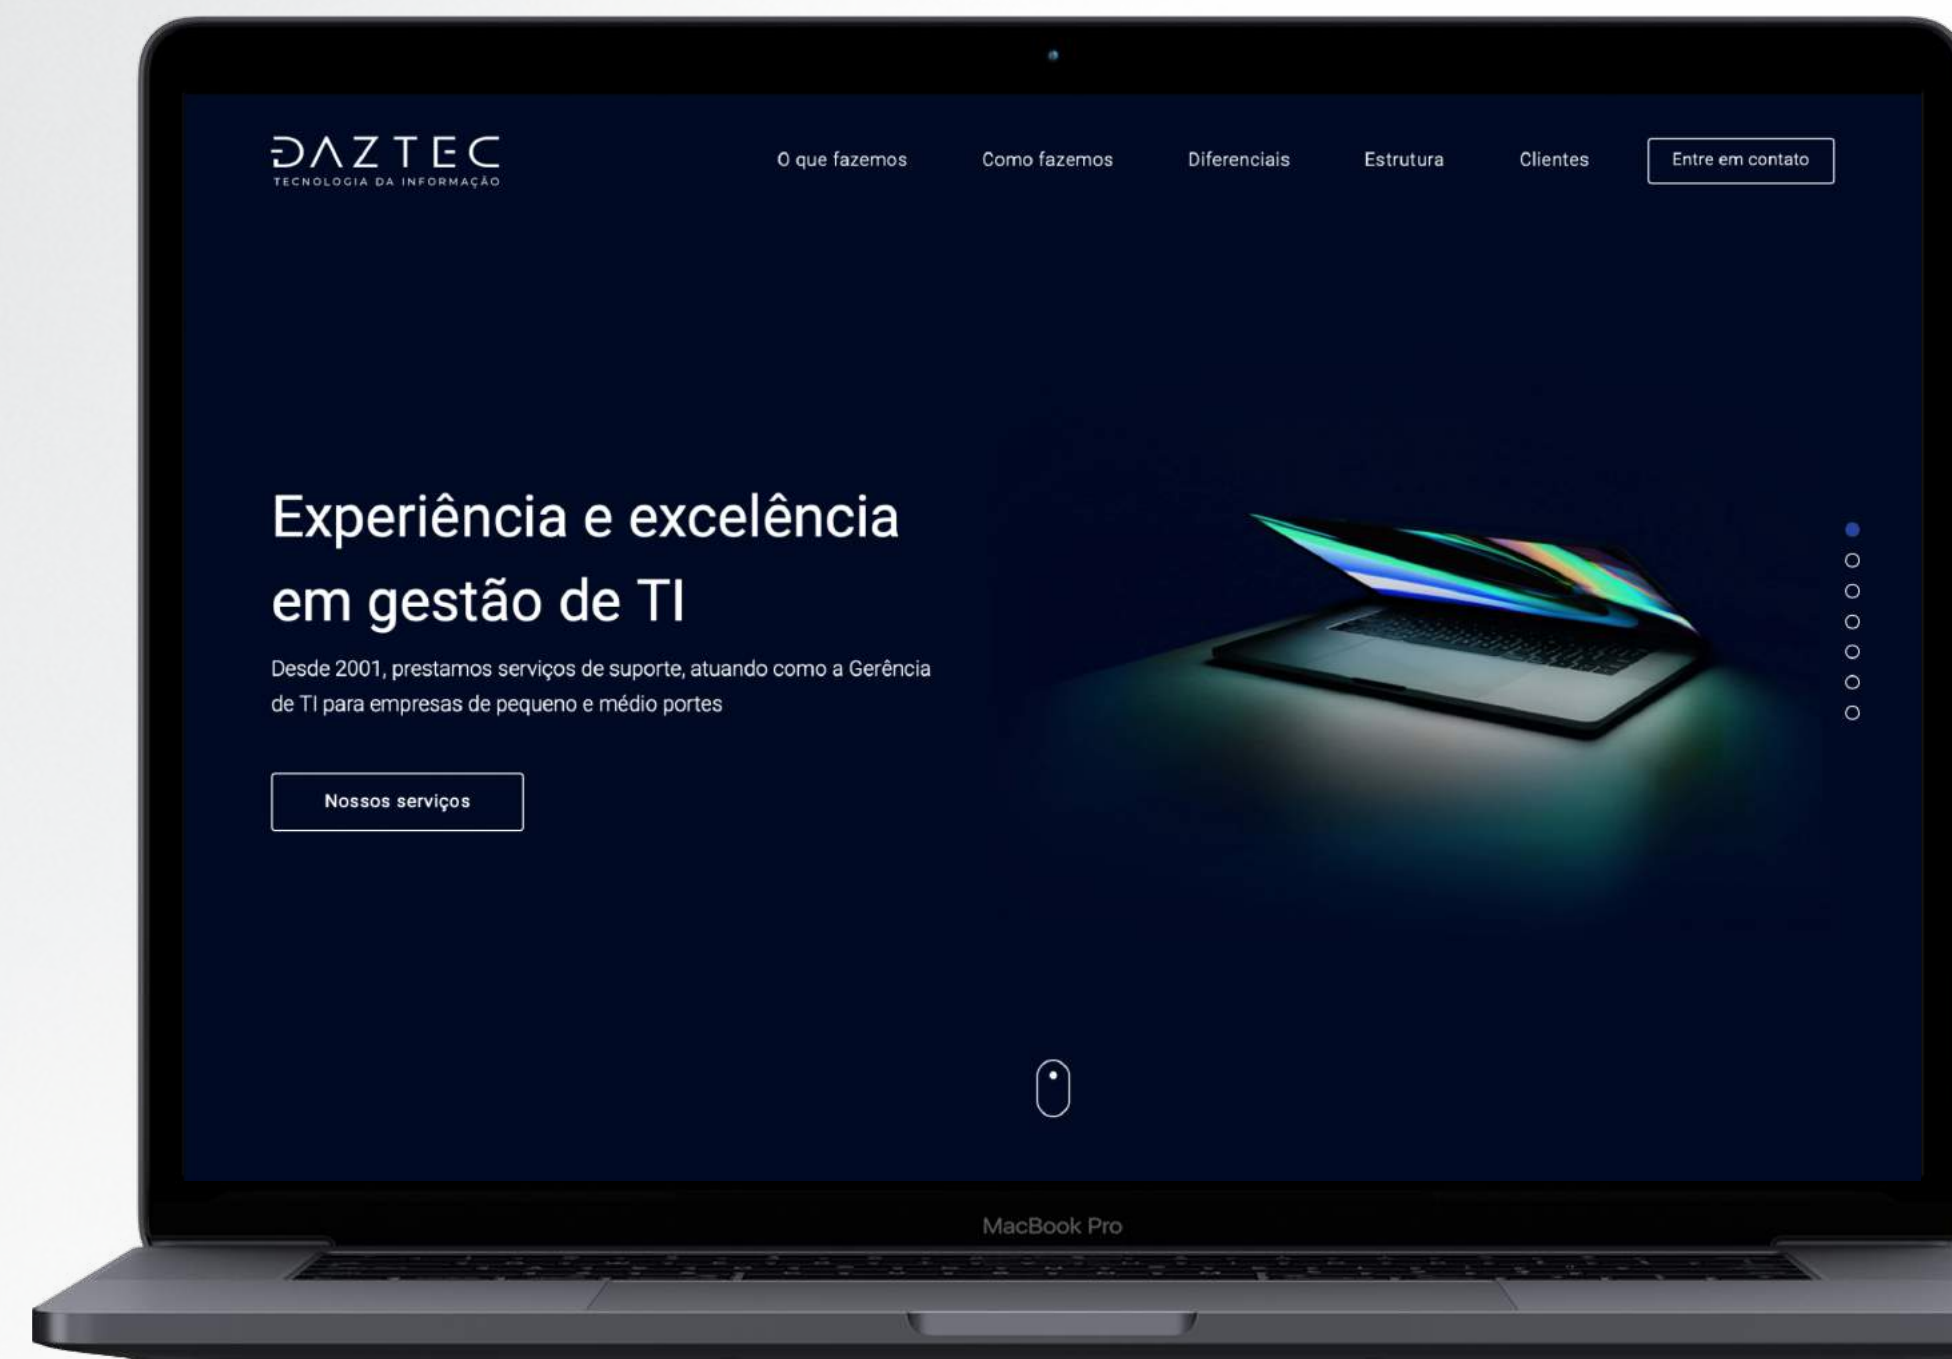 DAZTEC
TECNOLOGIA DA INFORMAÇÃO
O que fazemos
Como fazemos
Diferenciais
Estrutura
Clientes
Entre em contato
Experiência e excelência
em gestão de TI
Desde 2001, prestamos serviços de suporte, atuando como a Gerência
de TI para empresas de pequeno e médio portes
Nossos serviços
MacBook Pro